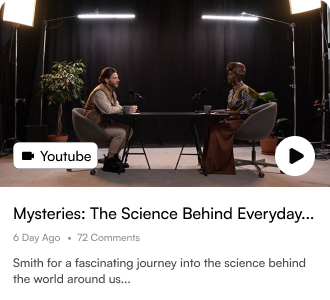 Youtube
Mysteries: The Science Behind Everyday...
6 Day Ago • 72 Comments
Smith for a fascinating journey into the science behind
the world around us...